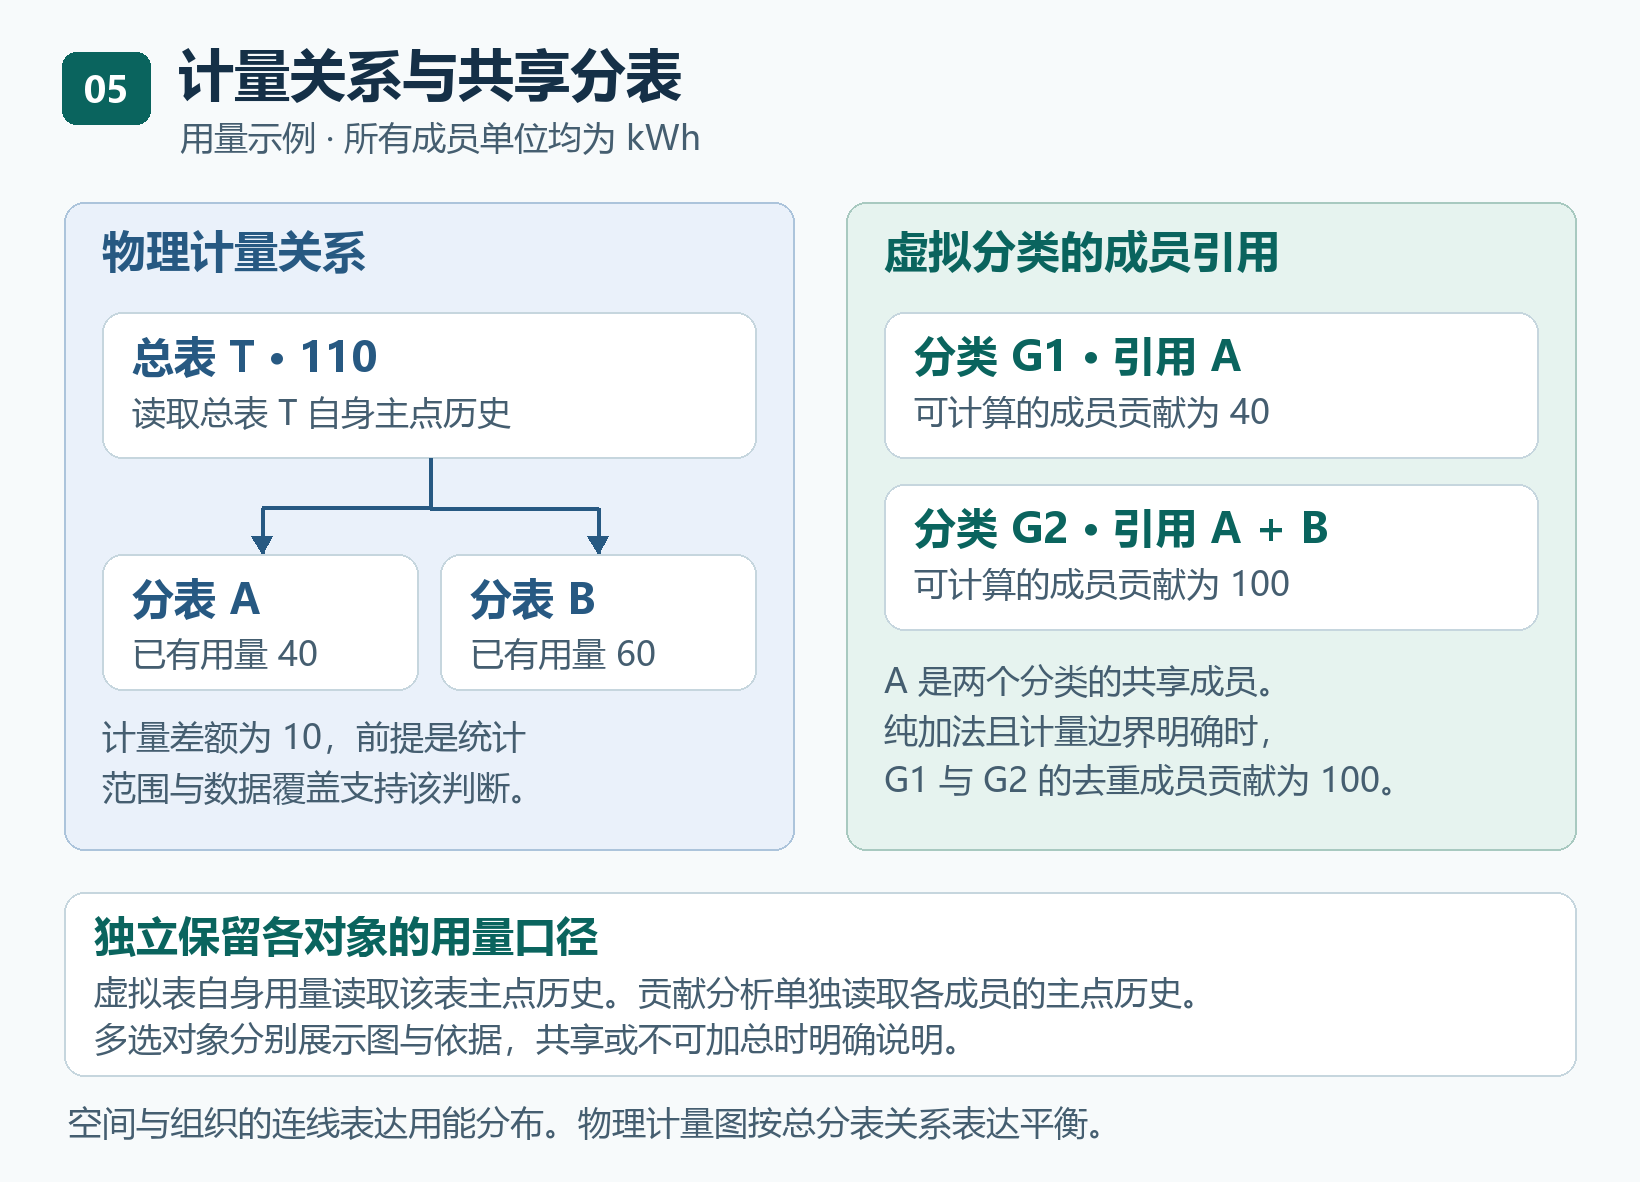 05
计量关系与共享分表
用量示例 · 所有成员单位均为 kWh
物理计量关系
总表 T • 110
读取总表 T 自身主点历史
分表 A
已有用量 40
分表 B
已有用量 60
计量差额为 10，前提是统计
范围与数据覆盖支持该判断。
虚拟分类的成员引用
分类 G1 • 引用 A
可计算的成员贡献为 40
分类 G2 • 引用 A + B
可计算的成员贡献为 100
A 是两个分类的共享成员。
纯加法且计量边界明确时，
G1 与 G2 的去重成员贡献为 100。
独立保留各对象的用量口径
虚拟表自身用量读取该表主点历史。贡献分析单独读取各成员的主点历史。
多选对象分别展示图与依据，共享或不可加总时明确说明。
空间与组织的连线表达用能分布。物理计量图按总分表关系表达平衡。